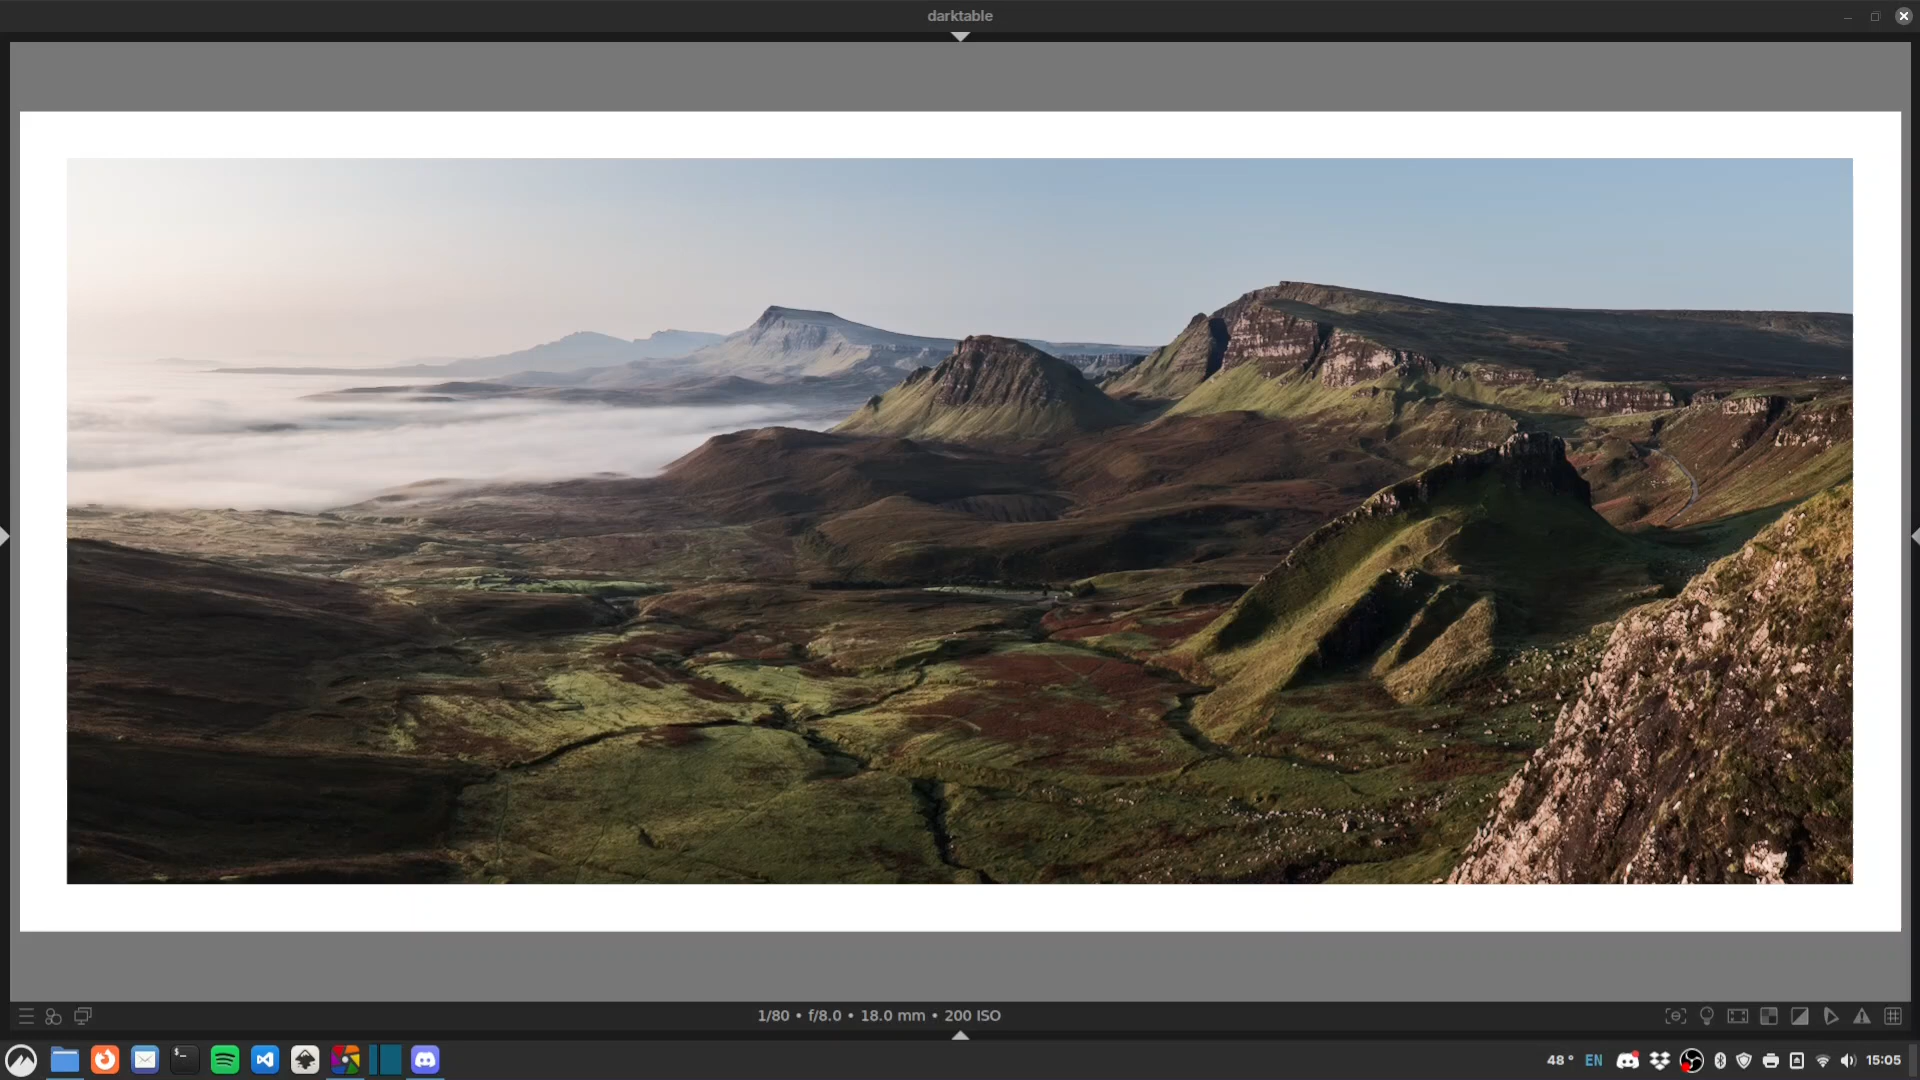 darktable
1/80 • f/8.0 • 18.0 mm • 200 ISO
48 ° EN 15:05